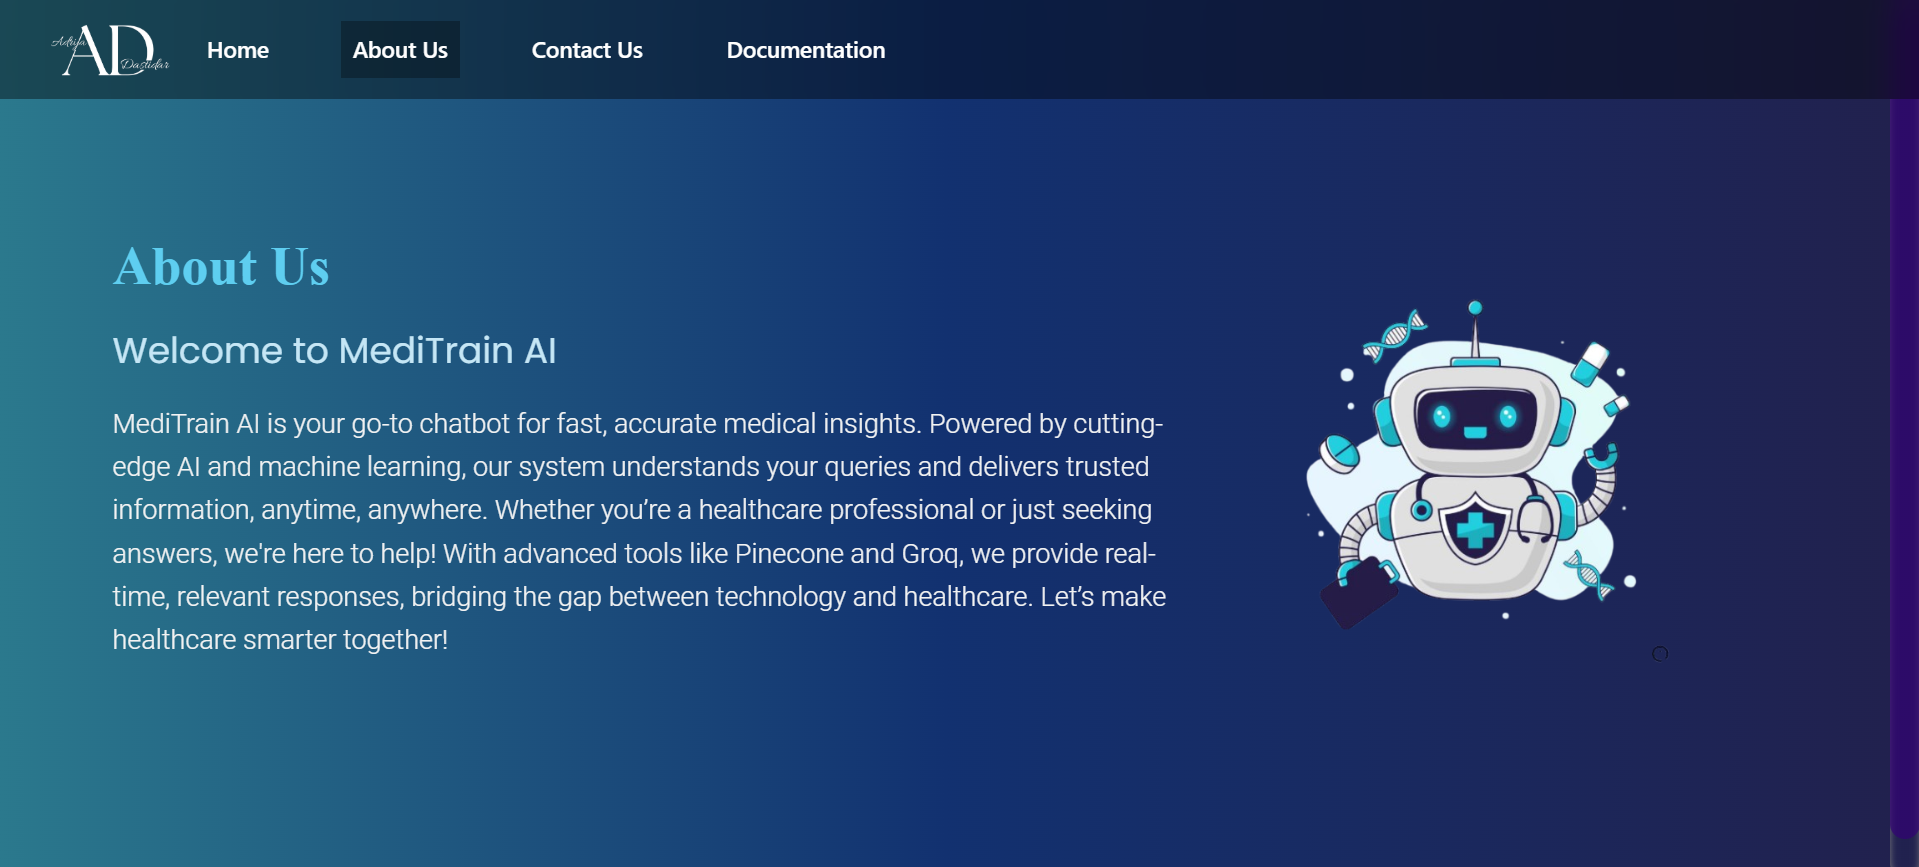 AD
Adrija
Dastidar
Home
About Us
Contact Us
Documentation
About Us
Welcome to MediTrain AI
MediTrain AI is your go-to chatbot for fast, accurate medical insights. Powered by cutting-
edge AI and machine learning, our system understands your queries and delivers trusted
information, anytime, anywhere. Whether you’re a healthcare professional or just seeking
answers, we're here to help! With advanced tools like Pinecone and Groq, we provide real-
time, relevant responses, bridging the gap between technology and healthcare. Let’s make
healthcare smarter together!